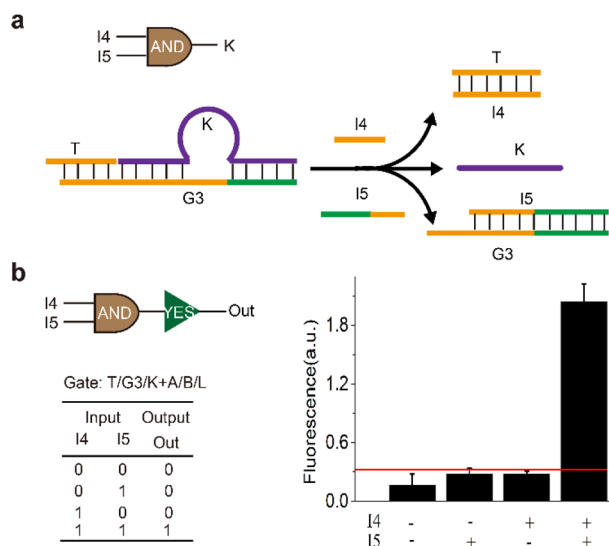 a
I4
I5
AND
K
T
K
G3
I4
I5
T
I4
K
I5
G3
b
I4
I5
AND
YES
Out
Gate: T/G3/K+A/B/L
Input Output
I4 I5 Out
0 0 0
0 1 0
1 0 0
1 1 1
Fluorescence(a.u.)
1.8
1.2
0.6
0.0
I4 - - + +
I5 - + - +